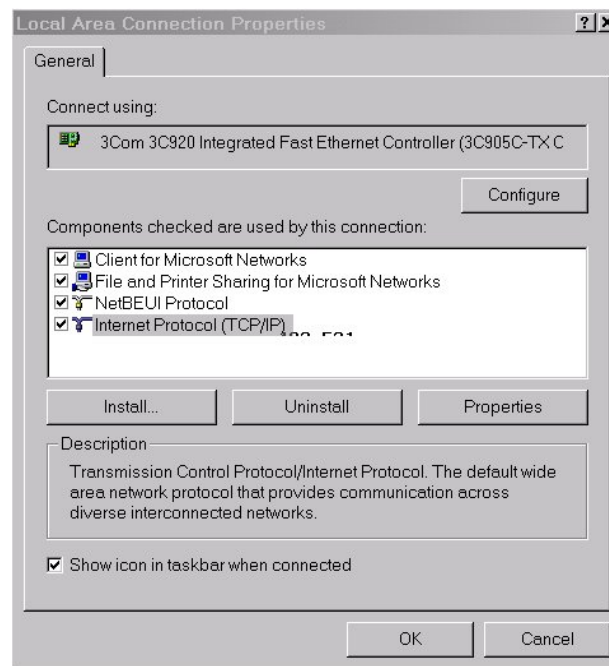 Local Area Connection Properties
General
Connect using:
3Com 3C920 Integrated Fast Ethernet Controller (3C905C-TX C
Configure
Components checked are used by this connection:
Client for Microsoft Networks
File and Printer Sharing for Microsoft Networks
NetBEUI Protocol
Internet Protocol (TCP/IP)
Install...
Uninstall
Properties
Description
Transmission Control Protocol/Internet Protocol. The default wide
area network protocol that provides communication across
diverse interconnected networks.
Show icon in taskbar when connected
OK
Cancel